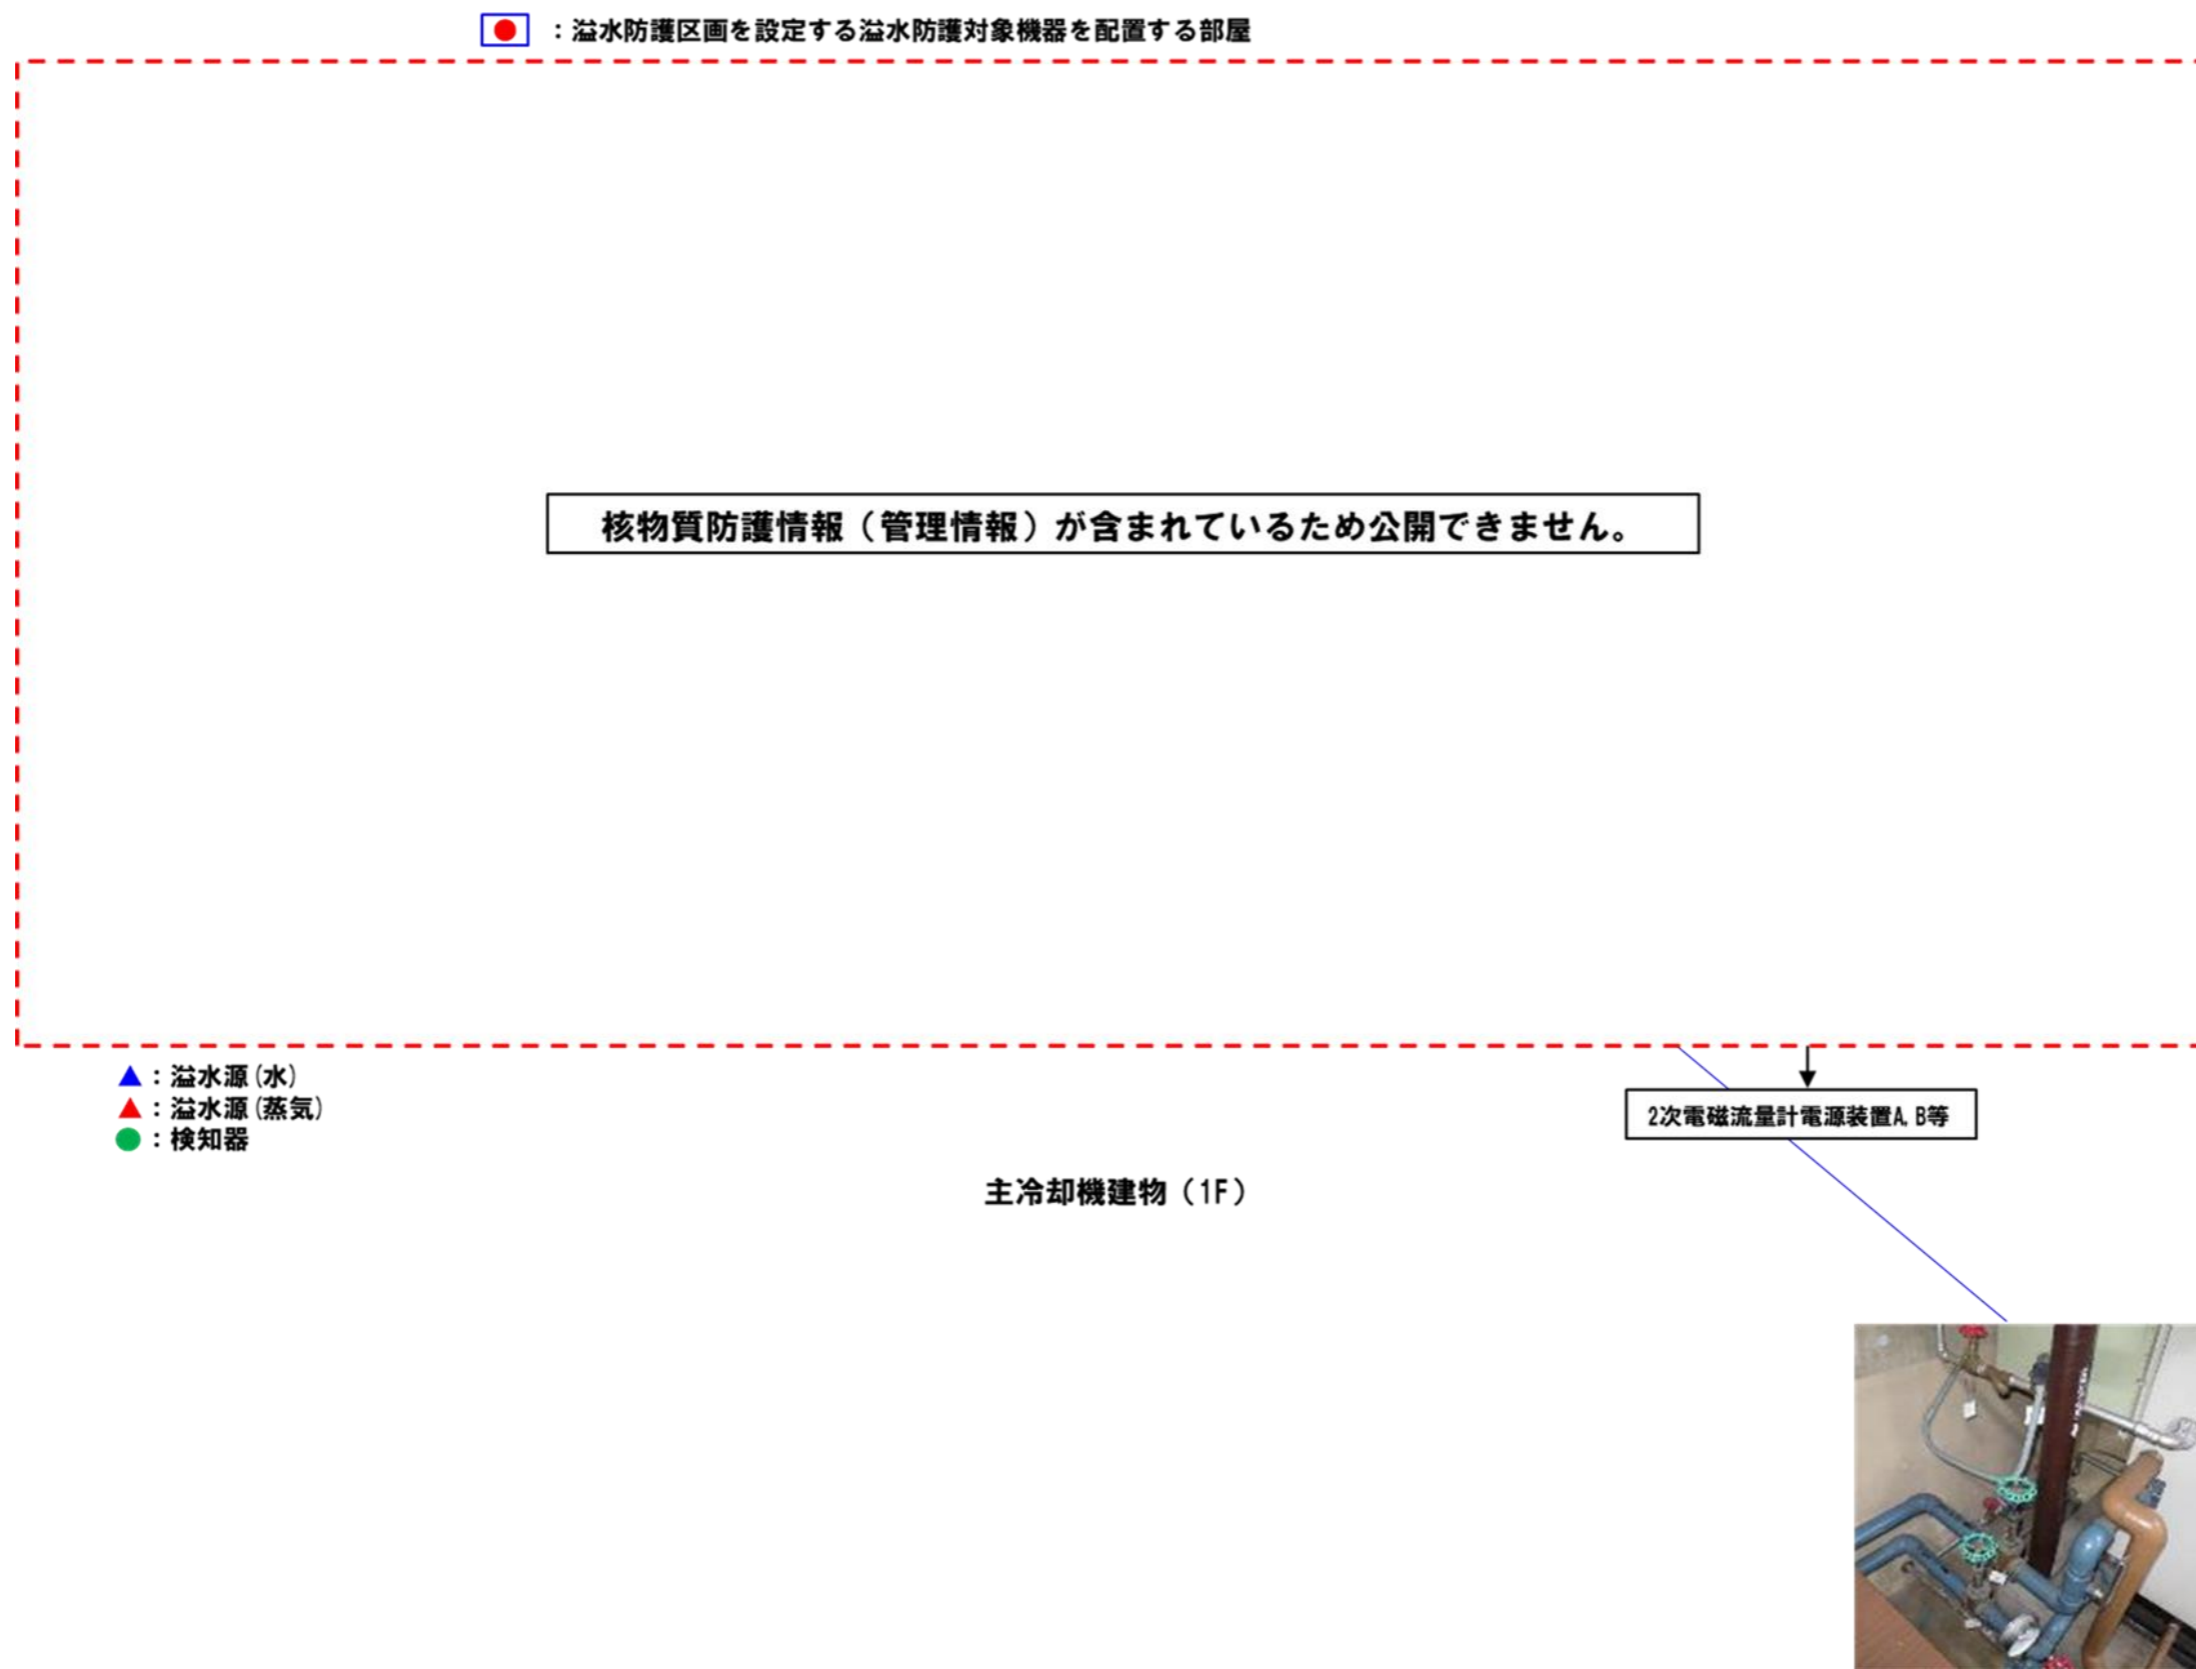 ：溢水防護区画を設定する溢水防護対象機器を配置する部屋
核物質防護情報（管理情報）が含まれているため公開できません。
▲：溢水源(水)
▲：溢水源(蒸気)
●：検知器
2次電磁流量計電源装置A,B等
主冷却機建物（1F）